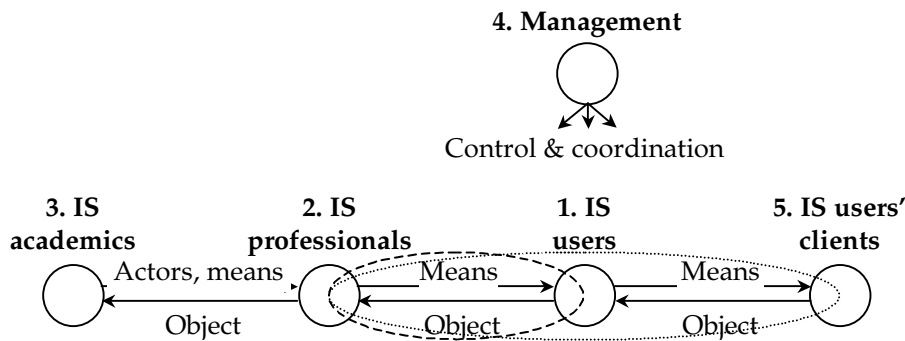 4. Management
Control & coordination
3. IS
academics
2. IS
professionals
1. IS
users
5. IS users’
clients
Actors, means
Means
Means
Object
Object
Object